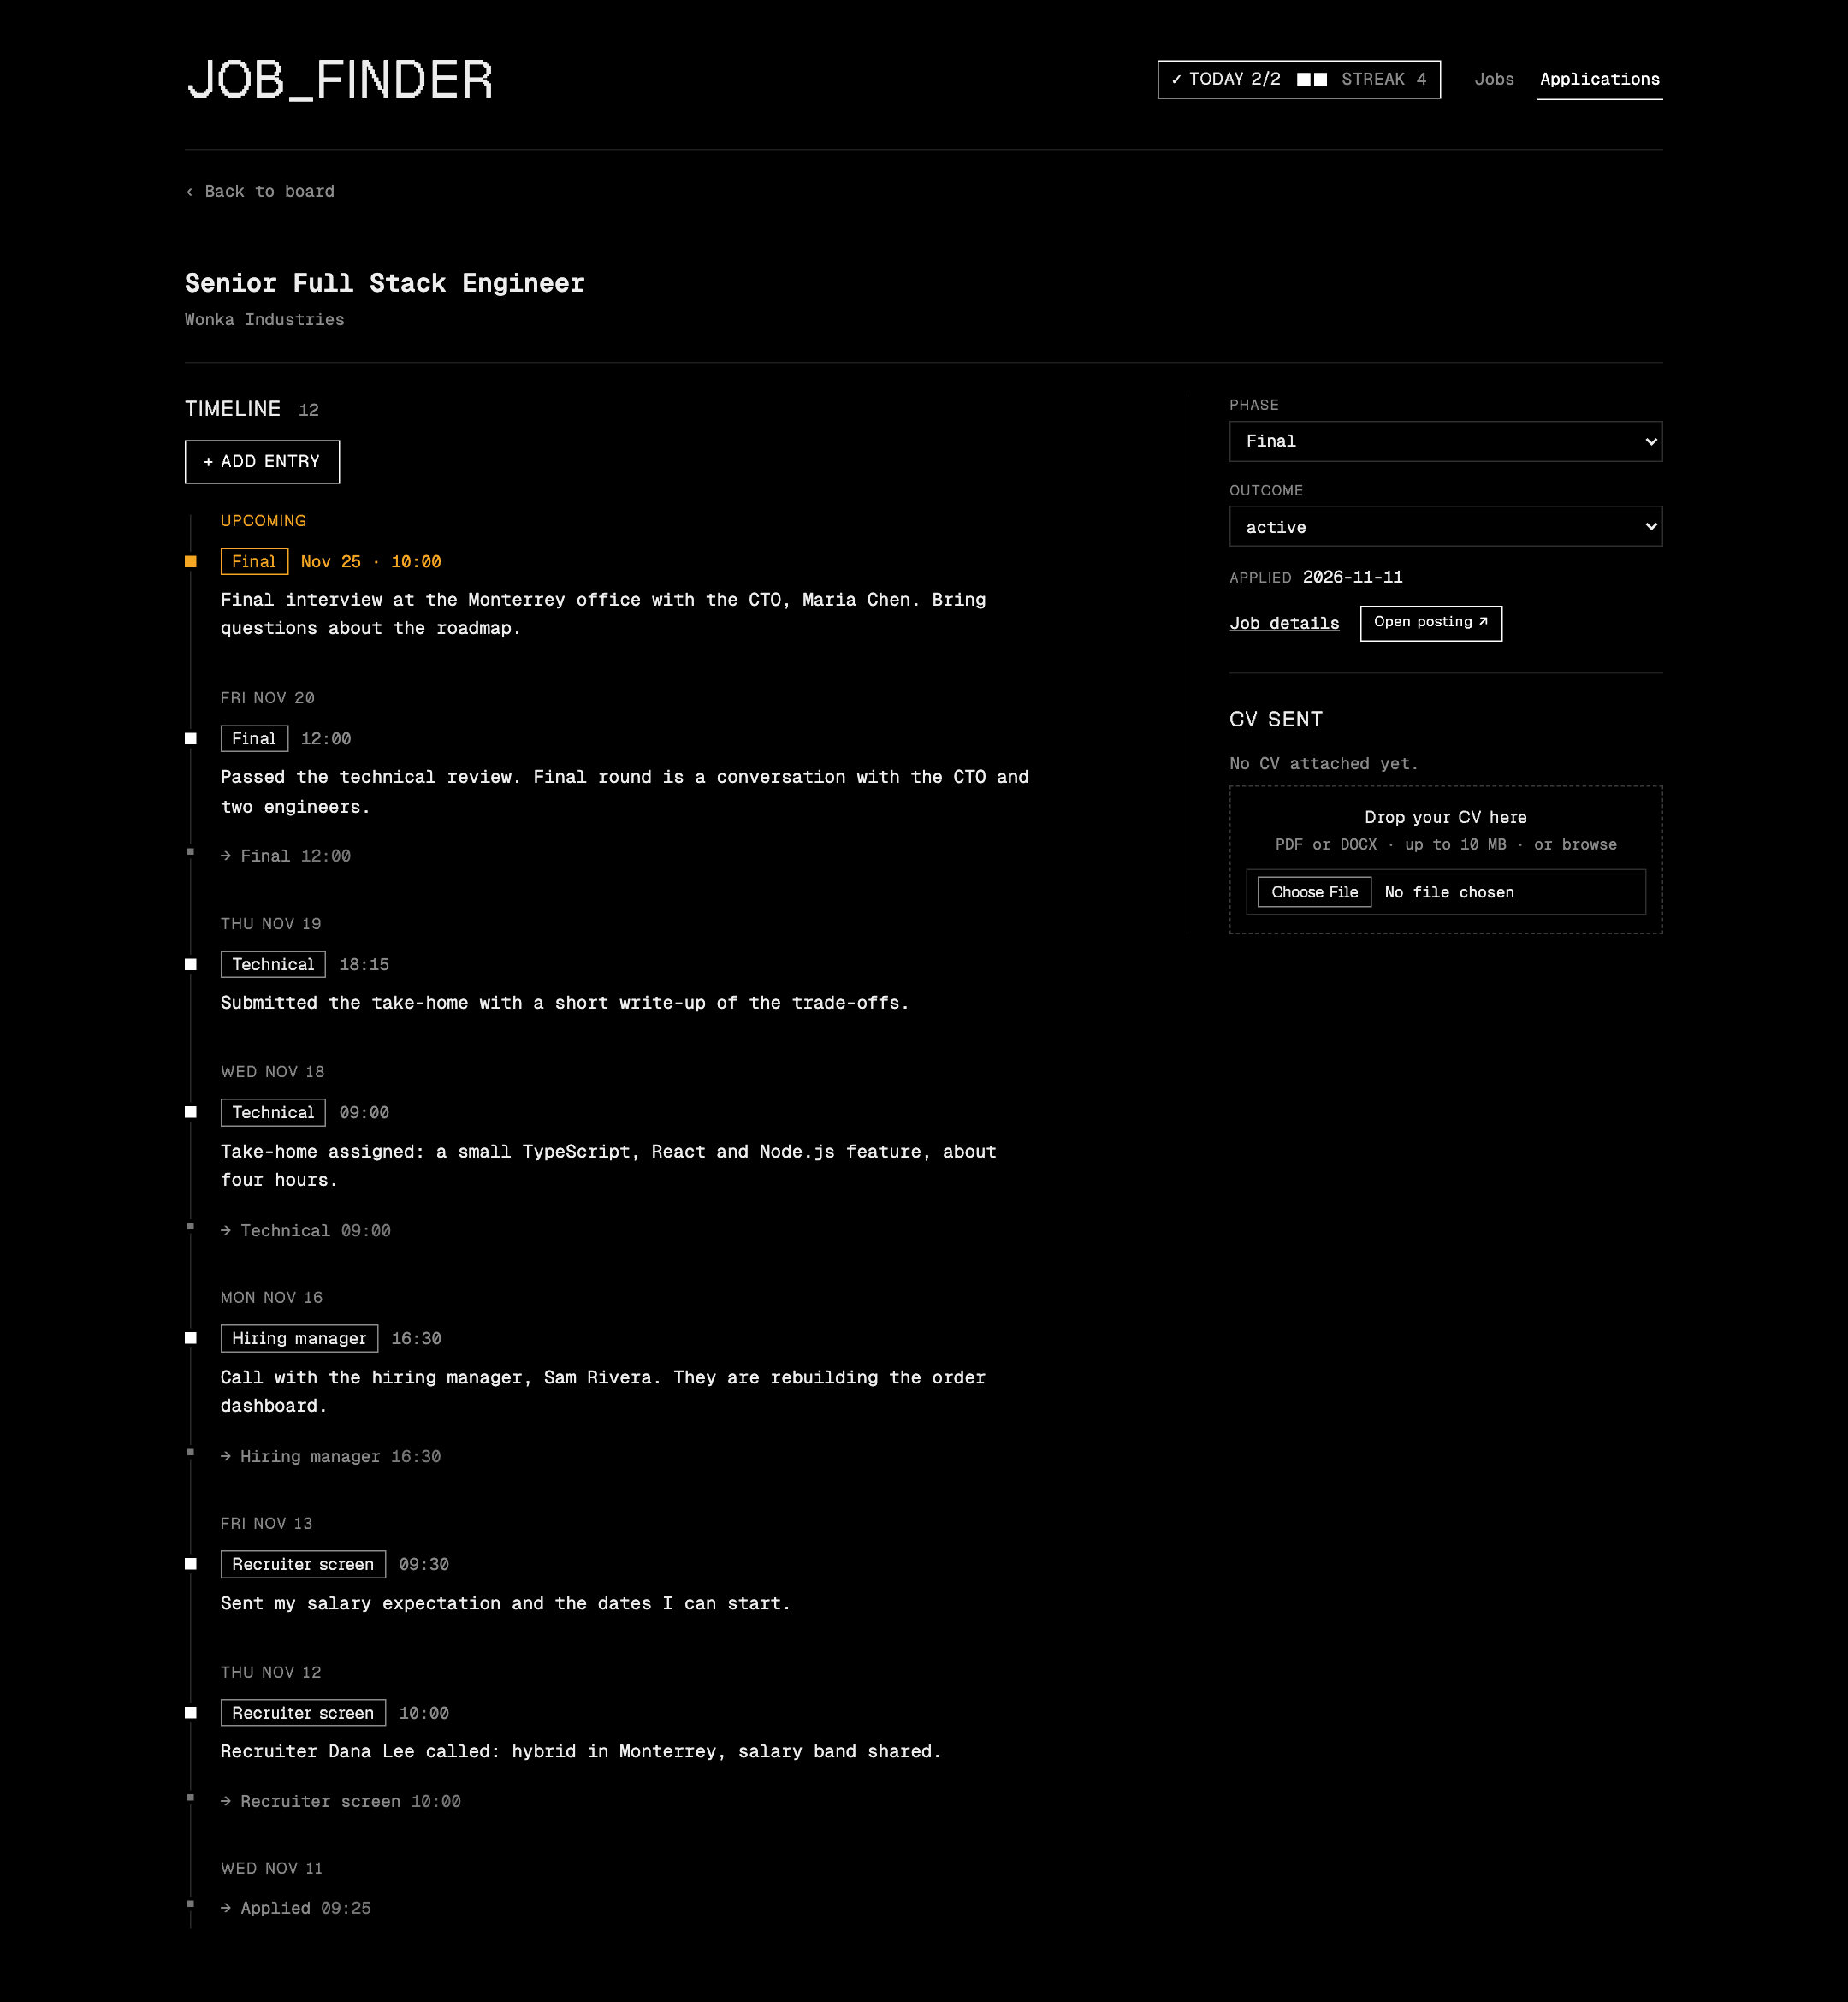 JOB_FINDER
✓ TODAY 2/2 STREAK 4
Jobs
Applications
‹ Back to board
Senior Full Stack Engineer
Wonka Industries
TIMELINE 12
+ ADD ENTRY
UPCOMING
Final Nov 25 · 10:00
Final interview at the Monterrey office with the CTO, Maria Chen. Bring
questions about the roadmap.
FRI NOV 20
Final 12:00
Passed the technical review. Final round is a conversation with the CTO and
two engineers.
→ Final 12:00
THU NOV 19
Technical 18:15
Submitted the take-home with a short write-up of the trade-offs.
WED NOV 18
Technical 09:00
Take-home assigned: a small TypeScript, React and Node.js feature, about
four hours.
→ Technical 09:00
MON NOV 16
Hiring manager 16:30
Call with the hiring manager, Sam Rivera. They are rebuilding the order
dashboard.
→ Hiring manager 16:30
FRI NOV 13
Recruiter screen 09:30
Sent my salary expectation and the dates I can start.
THU NOV 12
Recruiter screen 10:00
Recruiter Dana Lee called: hybrid in Monterrey, salary band shared.
→ Recruiter screen 10:00
WED NOV 11
→ Applied 09:25
PHASE
Final
OUTCOME
active
APPLIED 2026-11-11
Job details
Open posting ↗
CV SENT
No CV attached yet.
Drop your CV here
PDF or DOCX · up to 10 MB · or browse
Choose File No file chosen